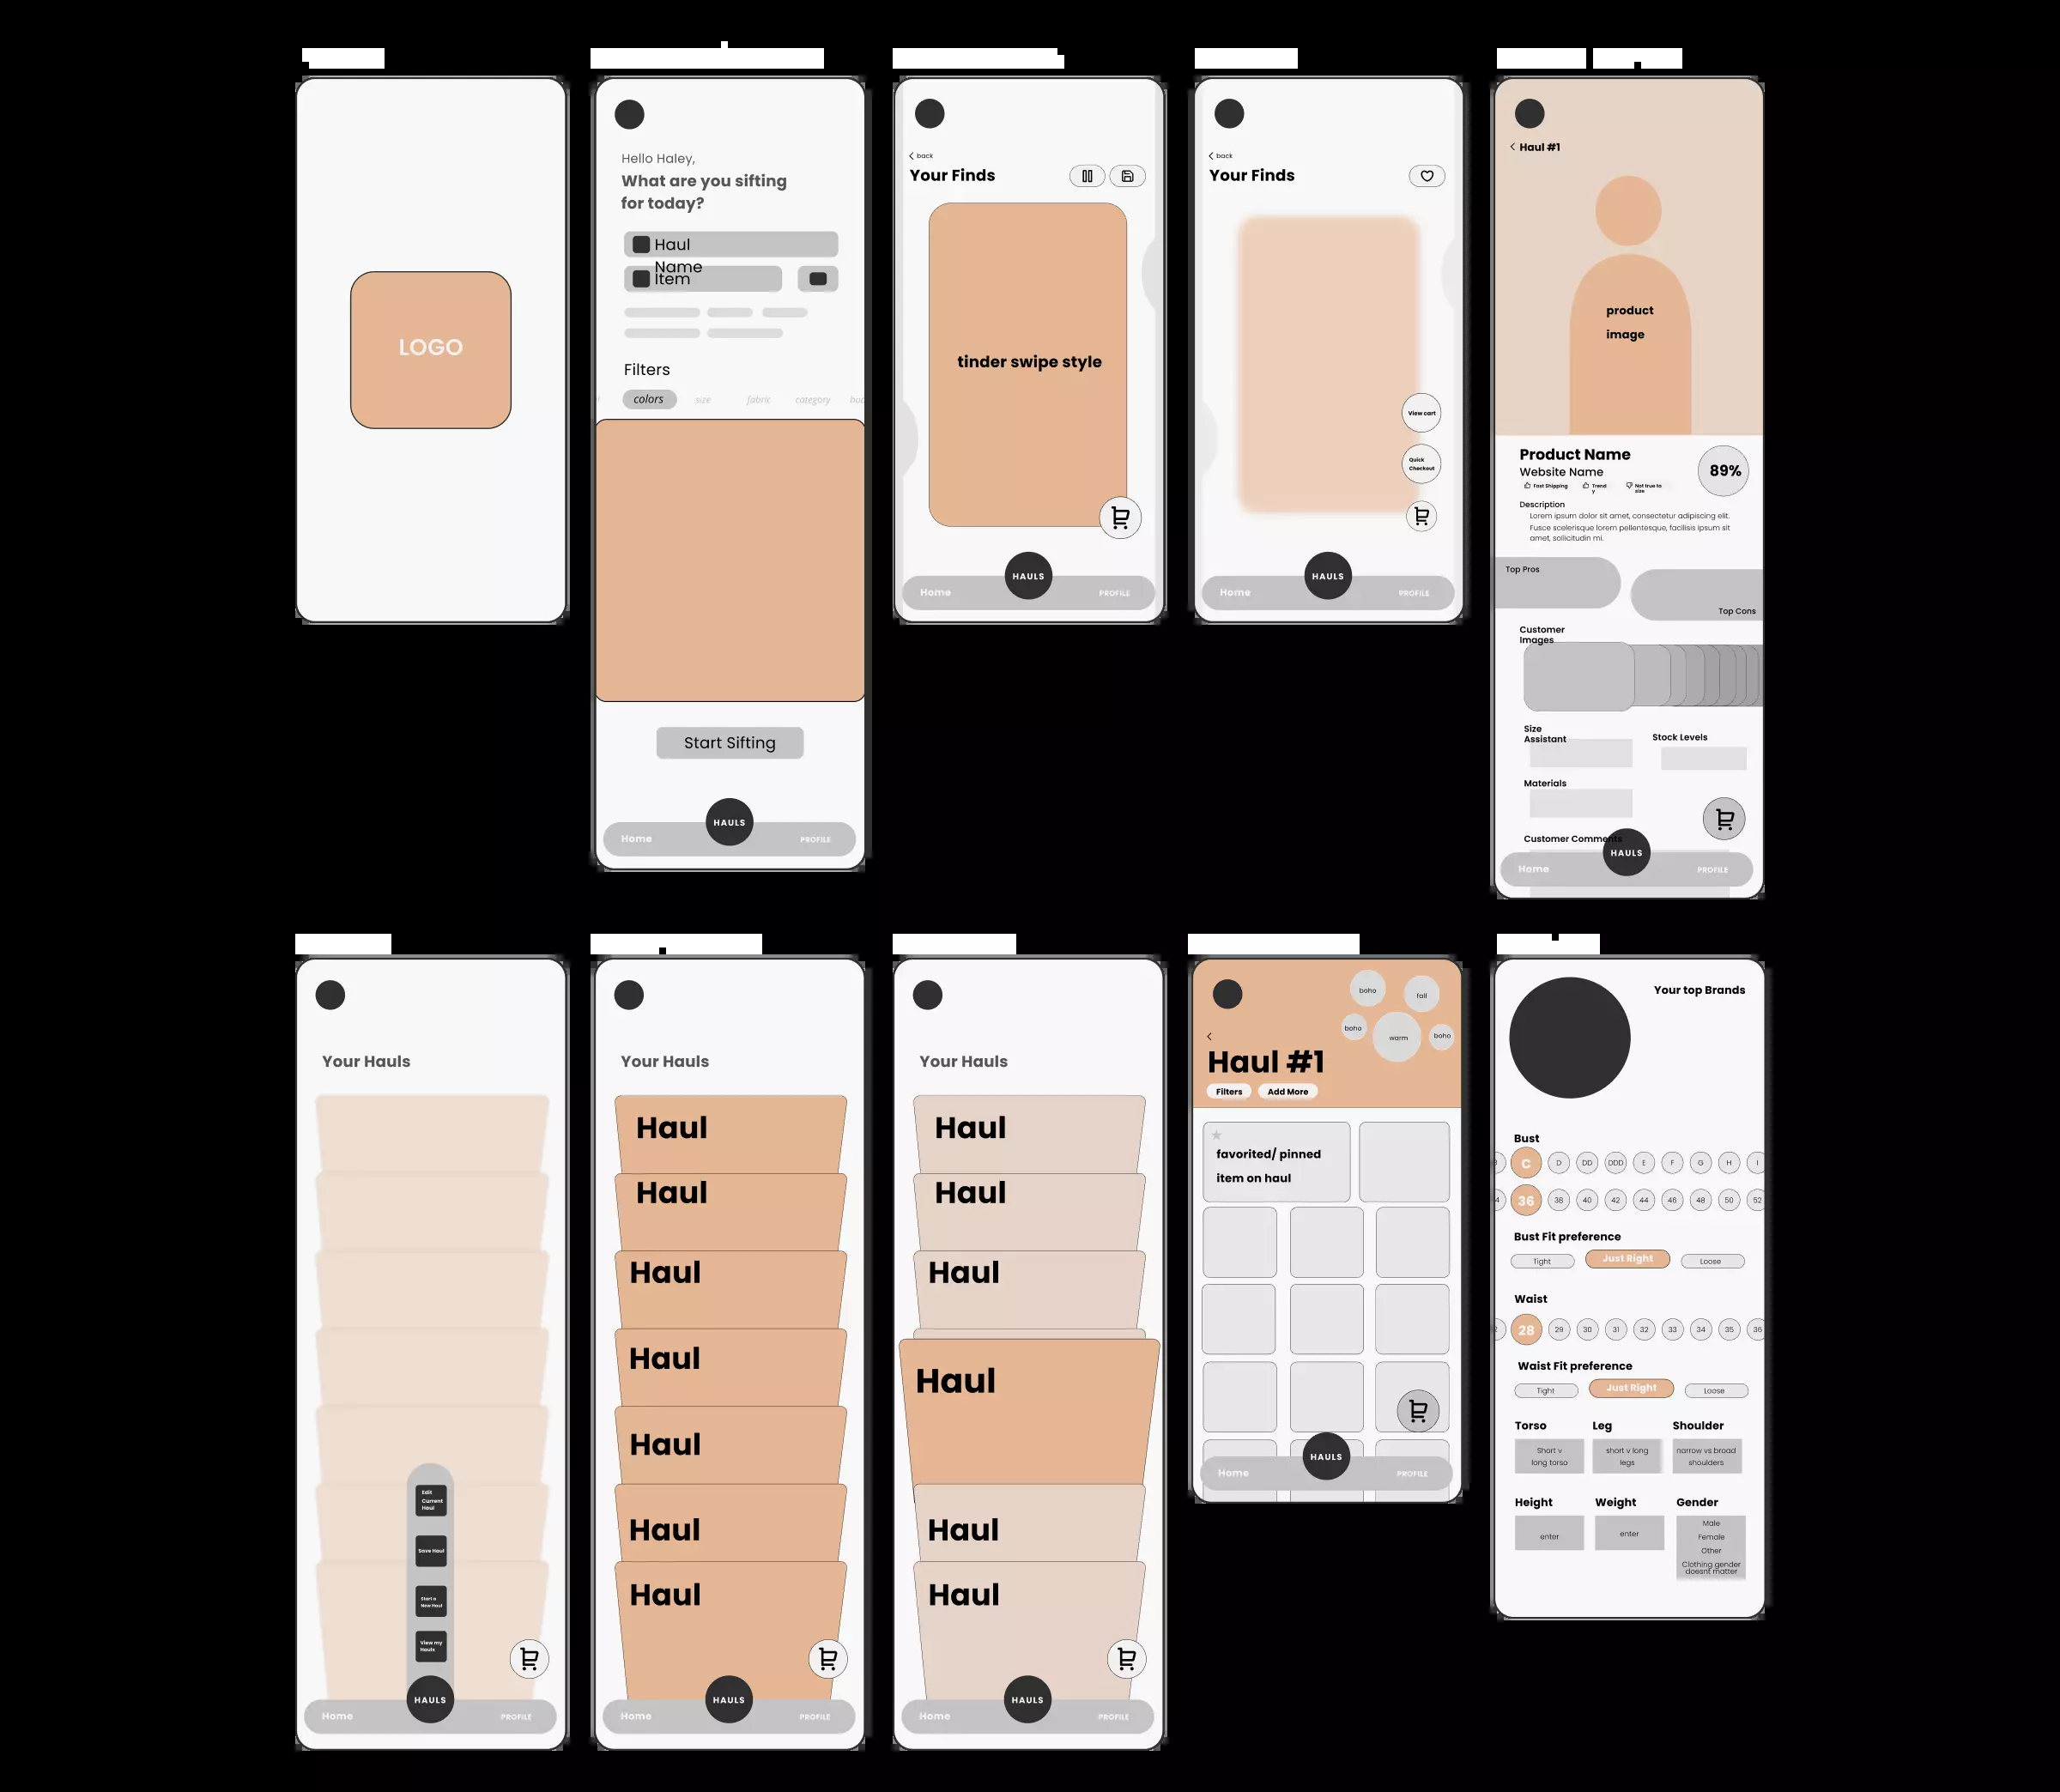 LOGO
Hello Haley,
What are you sifting
for today?
Haul
Name
Item
Filters
colors
size
fabric
category
Start Sifting
HAULS
Home
PROFILE
back
Your Finds
tinder swipe style
HAULS
Home
PROFILE
back
Your Finds
View cart
Quick
Checkout
HAULS
Home
PROFILE
Haul #1
product
image
Product Name
89%
Website Name
Fast Shipping
Trend
y
Not true to
size
Description
Lorem ipsum dolor sit amet, consectetur adipiscing elit.
Fusce scelerisque lorem pellentesque, facilisis ipsum sit
amet, sollicitudin mi.
Top Pros
Top Cons
Customer
Images
Size
Assistant
Stock Levels
Materials
Customer Comments
HAULS
Home
PROFILE
Your Hauls
Edit
Current
Haul
Save Haul
Start a
New Haul
View my
Hauls
HAULS
Home
PROFILE
Your Hauls
Haul
Haul
Haul
Haul
Haul
Haul
Haul
HAULS
Home
PROFILE
Your Hauls
Haul
Haul
Haul
Haul
Haul
Haul
HAULS
Home
PROFILE
boho
fall
boho
warm
boho
Haul #1
Filters
Add More
favorited/ pinned
item on haul
HAULS
Home
PROFILE
Your top Brands
Bust
C D DD DDD E F G H I
36 38 40 42 44 46 48 50 52
Bust Fit preference
Tight
Just Right
Loose
Waist
28 29 30 31 32 33 34 35 36
Waist Fit preference
Tight
Just Right
Loose
Torso
Leg
Shoulder
Short v
long torso
short v long
legs
narrow vs broad
shoulders
Height
Weight
Gender
enter
enter
Male
Female
Other
Clothing gender
doesnt matter